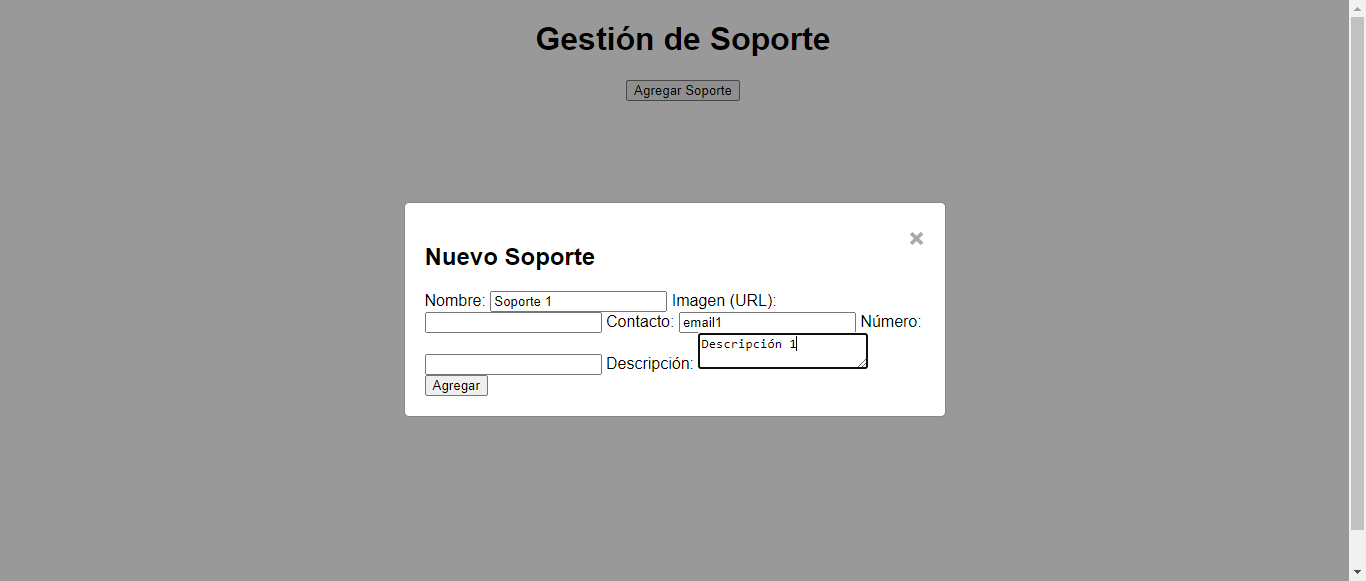 Gestión de Soporte
Agregar Soporte
×
Nuevo Soporte
Nombre: Soporte 1 Imagen (URL):
Contacto: email1 Número:
Descripción: Descripción 1
Agregar